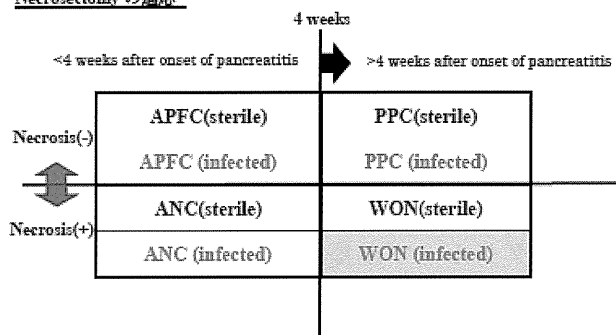 4 weeks
<4 weeks after onset of pancreatitis
>4 weeks after onset of pancreatitis
Necrosis(-)
APFC(sterile)
PPC(sterile)
APFC (infected)
PPC (infected)
Necrosis(+)
ANC(sterile)
WON(sterile)
ANC (infected)
WON (infected)